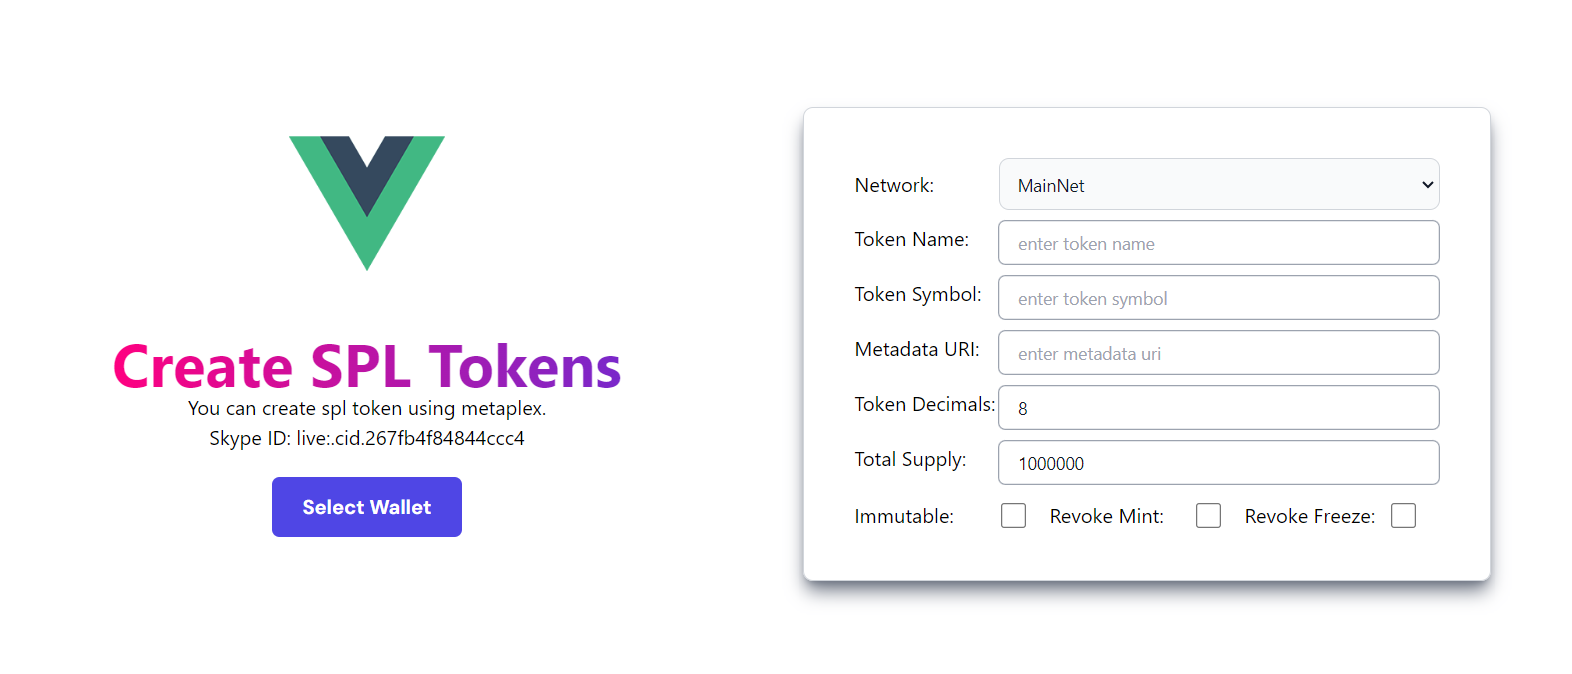 Create SPL Tokens
You can create spl token using metaplex.
Skype ID: live:.cid.267fb4f84844ccc4
Select Wallet
Network: MainNet
Token Name: enter token name
Token Symbol: enter token symbol
Metadata URI: enter metadata uri
Token Decimals: 8
Total Supply: 1000000
Immutable: Revoke Mint: Revoke Freeze: